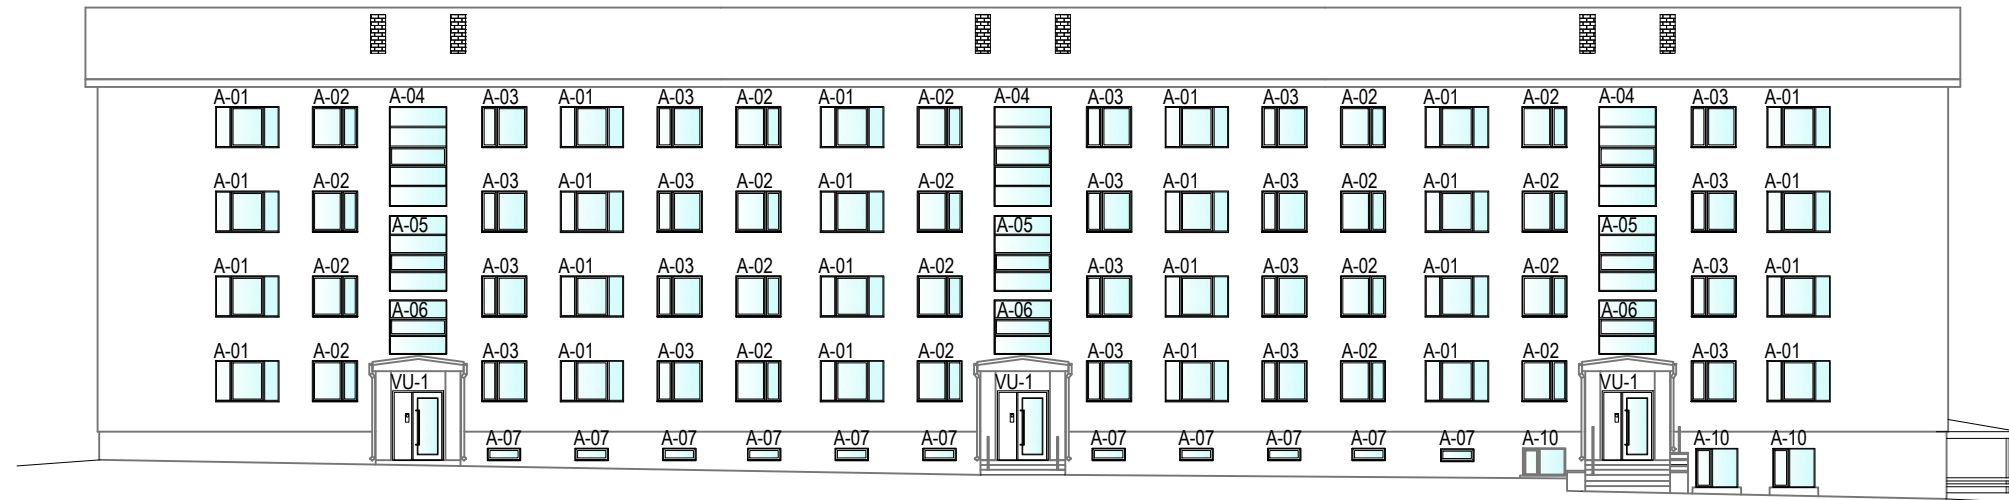 A-01 A-02 A-04 A-03 A-01 A-03 A-02 A-01 A-02 A-04 A-03 A-01 A-03 A-02 A-01 A-02 A-04 A-03 A-01
A-01 A-02 A-03 A-01 A-03 A-02 A-01 A-02 A-03 A-01 A-03 A-02 A-01 A-02 A-03 A-01
A-05 A-05 A-05
A-01 A-02 A-03 A-01 A-03 A-02 A-01 A-02 A-03 A-01 A-03 A-02 A-01 A-02 A-03 A-01
A-06 A-06 A-06
A-01 A-02 A-03 A-01 A-03 A-02 A-01 A-02 A-03 A-01 A-03 A-02 A-01 A-02 A-03 A-01
VU-1 VU-1 VU-1
A-07 A-07 A-07 A-07 A-07 A-07 A-07 A-07 A-07 A-07 A-07 A-10 A-10 A-10